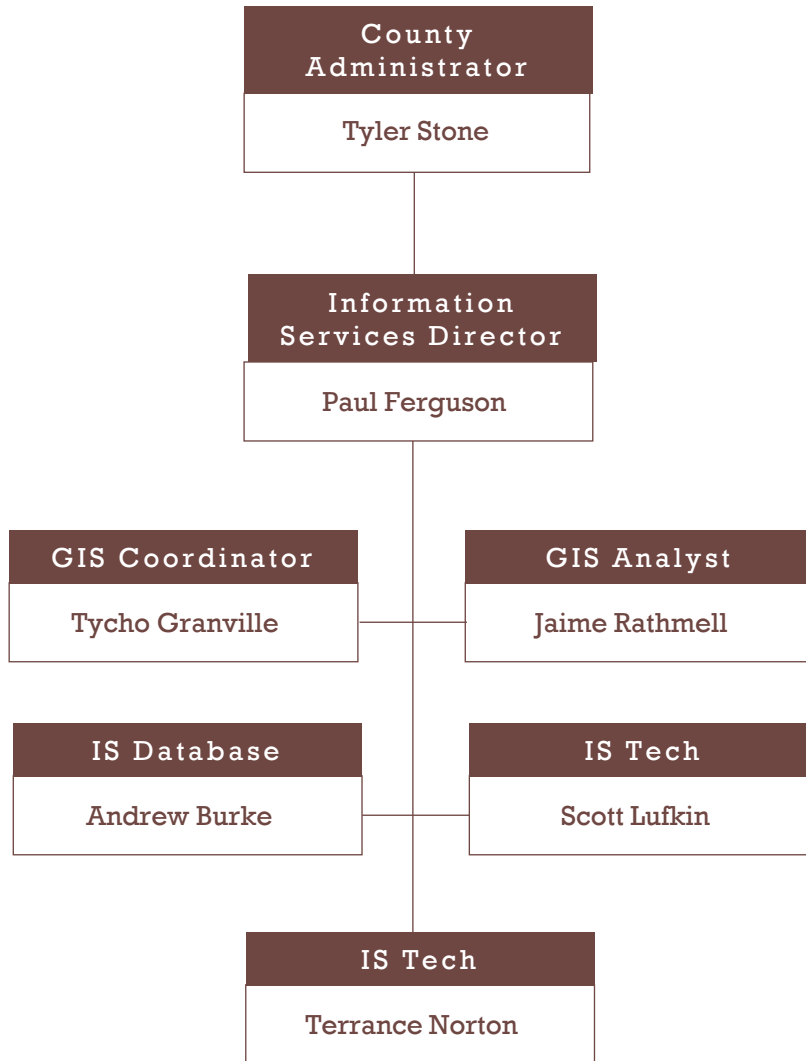 County
Administrator
Tyler Stone
Information
Services Director
Paul Ferguson
GIS Coordinator
Tycho Granville
GIS Analyst
Jaime Rathmell
IS Database
Andrew Burke
IS Tech
Scott Lufkin
IS Tech
Terrance Norton